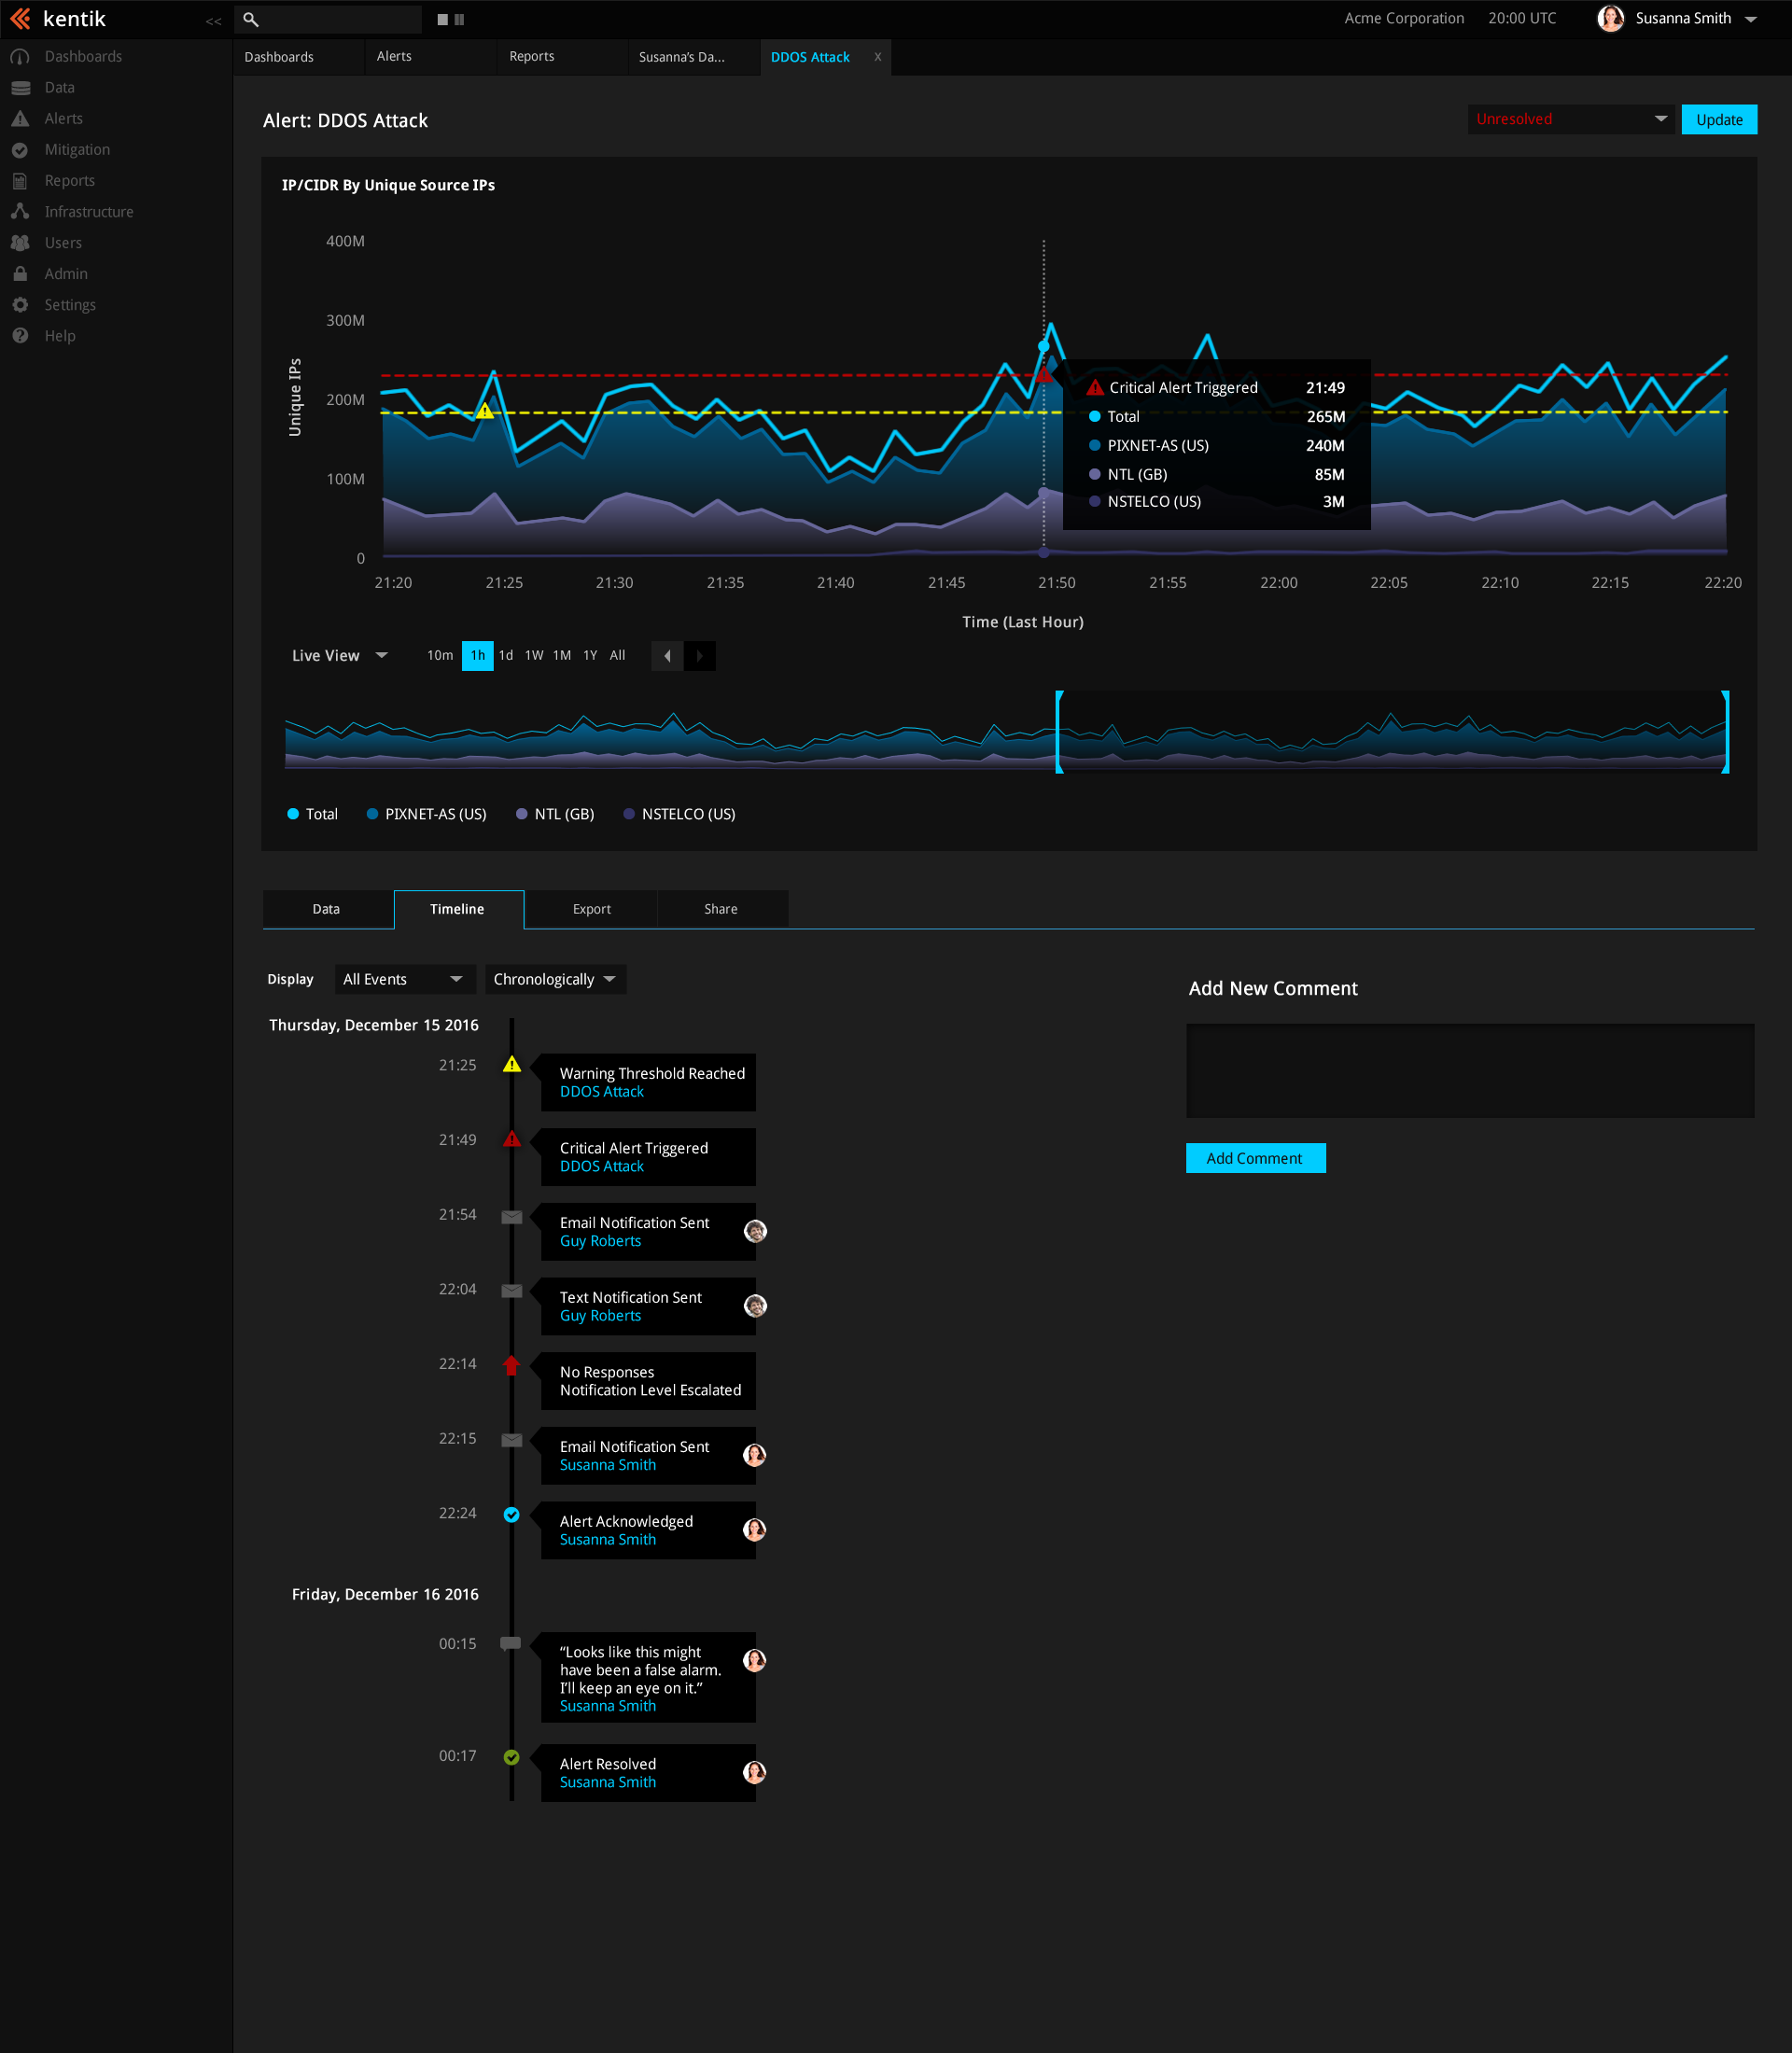 kentik
<<
Acme Corporation
20:00 UTC
Susanna Smith
Dashboards
Data
Alerts
Mitigation
Reports
Infrastructure
Users
Admin
Settings
Help
Dashboards
Alerts
Reports
Susanna's Da...
DDOS Attack
X
Alert: DDOS Attack
Unresolved
Update
IP/CIDR By Unique Source IPs
Unique IPs
400M
300M
200M
100M
0
Critical Alert Triggered 21:49
Total 265M
PIXNET-AS (US) 240M
NTL (GB) 85M
NSTELCO (US) 3M
21:20 21:25 21:30 21:35 21:40 21:45 21:50 21:55 22:00 22:05 22:10 22:15 22:20
Time (Last Hour)
Live View
10m 1h 1d 1W 1M 1Y All
Total PIXNET-AS (US) NTL (GB) NSTELCO (US)
Data
Timeline
Export
Share
Display
All Events
Chronologically
Thursday, December 15 2016
21:25
Warning Threshold Reached
DDOS Attack
21:49
Critical Alert Triggered
DDOS Attack
21:54
Email Notification Sent
Guy Roberts
22:04
Text Notification Sent
Guy Roberts
22:14
No Responses
Notification Level Escalated
22:15
Email Notification Sent
Susanna Smith
22:24
Alert Acknowledged
Susanna Smith
Friday, December 16 2016
00:15
“Looks like this might
have been a false alarm.
I’ll keep an eye on it.”
Susanna Smith
00:17
Alert Resolved
Susanna Smith
Add New Comment
Add Comment